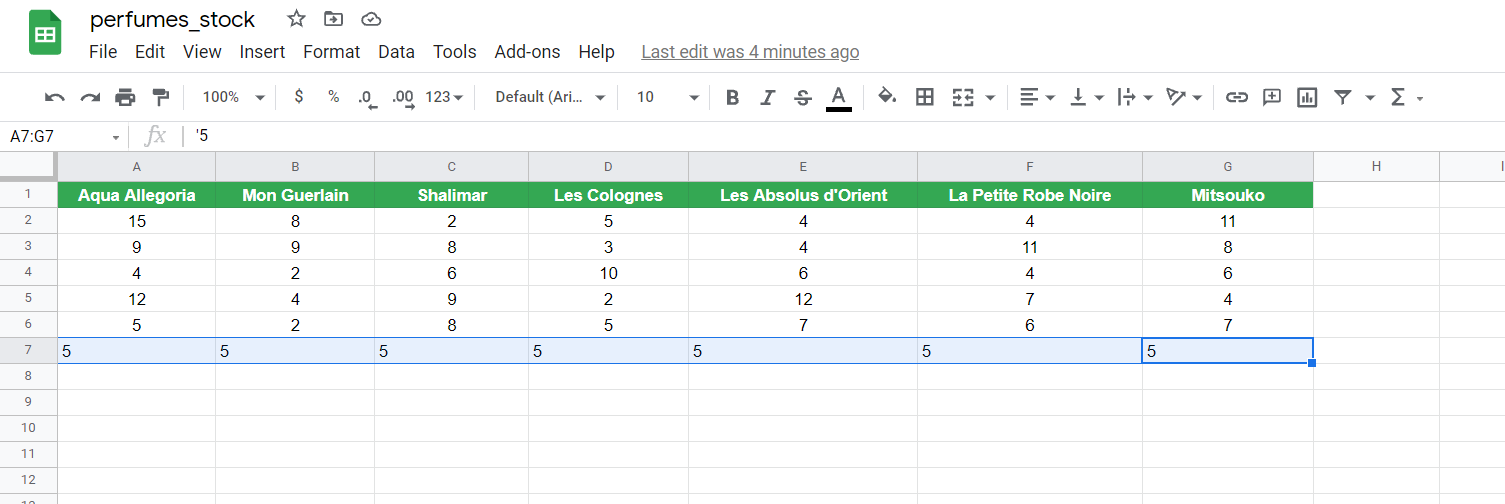 perfumes_stock
File Edit View Insert Format Data Tools Add-ons Help Last edit was 4 minutes ago
100% $ % .0 .00 123 Default (Ari... 10 B I S A Σ
A7:G7 fx '5
A B C D E F G H I
1 Aqua Allegoria Mon Guerlain Shalimar Les Colognes Les Absolus d'Orient La Petite Robe Noire Mitsouko
2 15 8 2 5 4 4 11
3 9 9 8 3 4 11 8
4 4 2 6 10 6 4 6
5 12 4 9 2 12 7 4
6 5 2 8 5 7 6 7
7 5 5 5 5 5 5 5
8
9
10
11
12